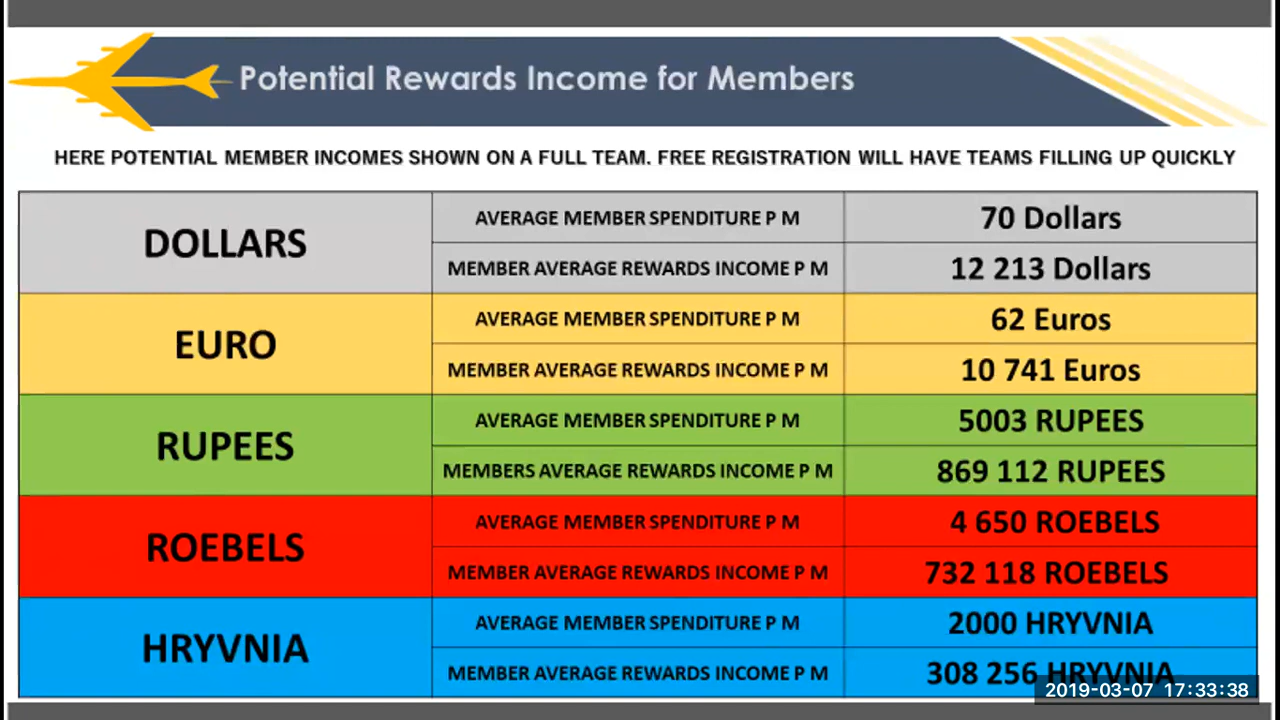 Potential Rewards Income for Members
HERE POTENTIAL MEMBER INCOMES SHOWN ON A FULL TEAM. FREE REGISTRATION WILL HAVE TEAMS FILLING UP QUICKLY
DOLLARS
AVERAGE MEMBER SPENDITURE P M
70 Dollars
MEMBER AVERAGE REWARDS INCOME P M
12 213 Dollars
EURO
AVERAGE MEMBER SPENDITURE P M
62 Euros
MEMBER AVERAGE REWARDS INCOME P M
10 741 Euros
RUPEES
AVERAGE MEMBER SPENDITURE P M
5003 RUPEES
MEMBERS AVERAGE REWARDS INCOME P M
869 112 RUPEES
ROEBELS
AVERAGE MEMBER SPENDITURE P M
4 650 ROEBELS
MEMBER AVERAGE REWARDS INCOME P M
732 118 ROEBELS
HRYVNIA
AVERAGE MEMBER SPENDITURE P M
2000 HRYVNIA
MEMBER AVERAGE REWARDS INCOME P M
308 256 HRYVNIA
2019-03-07 17:33:38